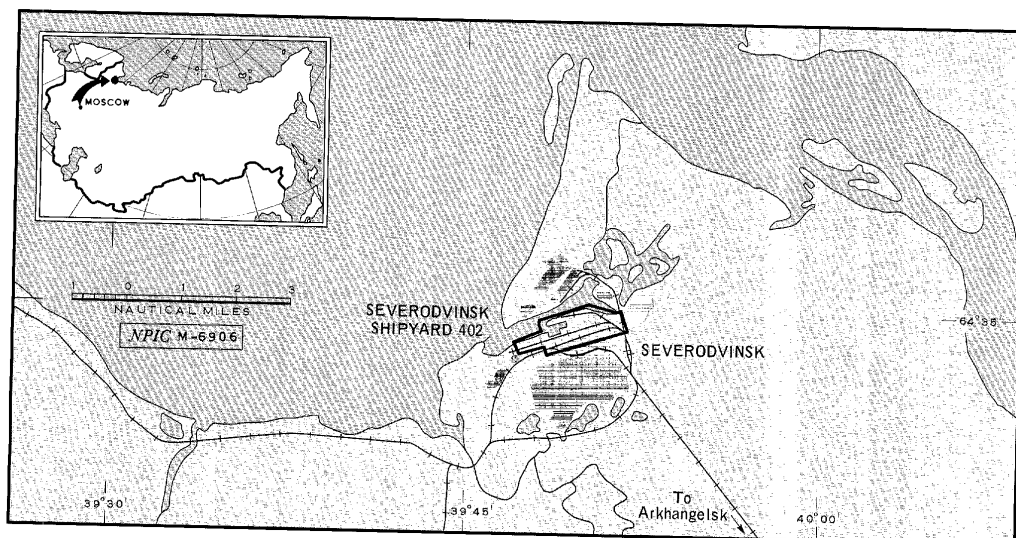 MOSCOW
1 0 1 2 3
NAUTICAL MILES
NPIC M-6906
SEVERODVINSK
SHIPYARD 402
SEVERODVINSK
64°35'
39°30'
39°45'
To
Arkhangelsk
40°00'